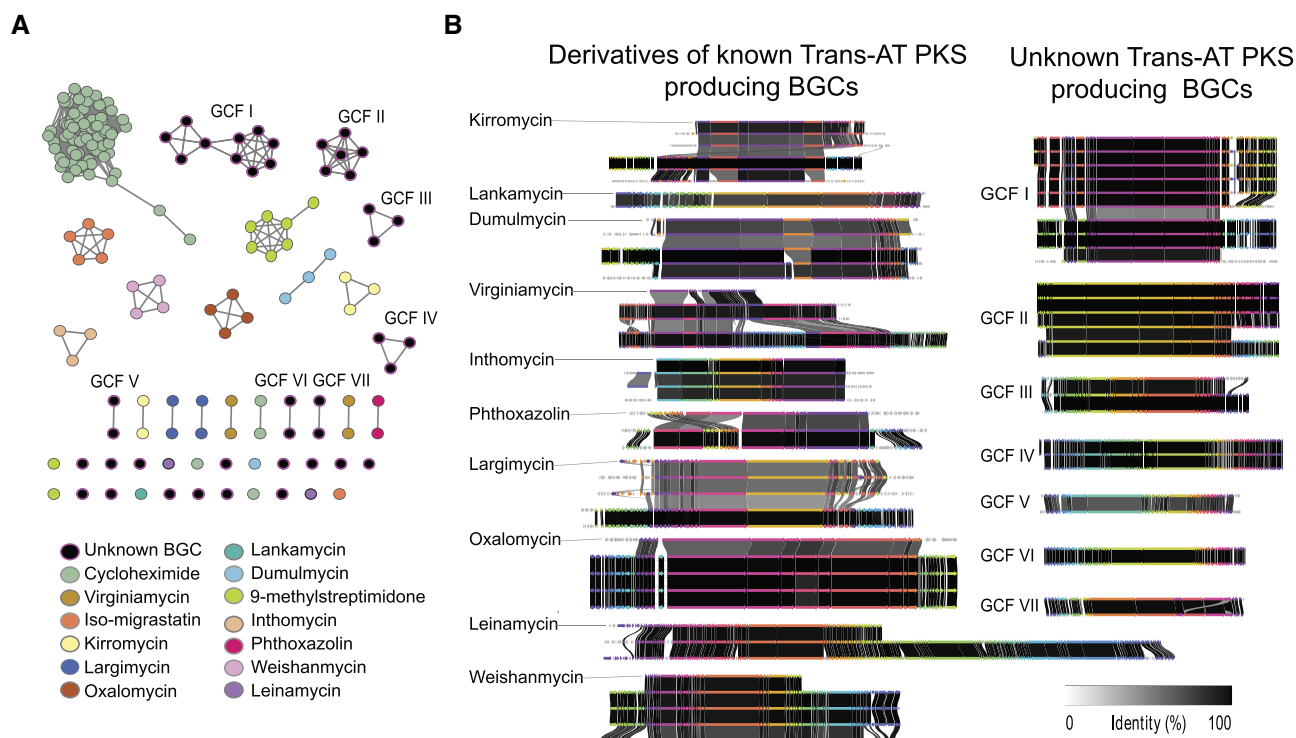 A
GCF I
GCF II
GCF III
GCF IV
GCF V
GCF VI
GCF VII
Unknown BGC
Cycloheximide
Virginiamycin
Iso-migrastatin
Kirromycin
Largimycin
Oxalomycin
Lankamycin
Dumulmycin
9-methylstreptimidone
Inthomycin
Phthoxazolin
Weishanmycin
Leinamycin
B
Derivatives of known Trans-AT PKS
producing BGCs
Kirromycin
Lankamycin
Dumulmycin
Virginiamycin
Inthomycin
Phthoxazolin
Largimycin
Oxalomycin
Leinamycin
Weishanmycin
Unknown Trans-AT PKS
producing BGCs
GCF I
GCF II
GCF III
GCF IV
GCF V
GCF VI
GCF VII
0 Identity (%) 100